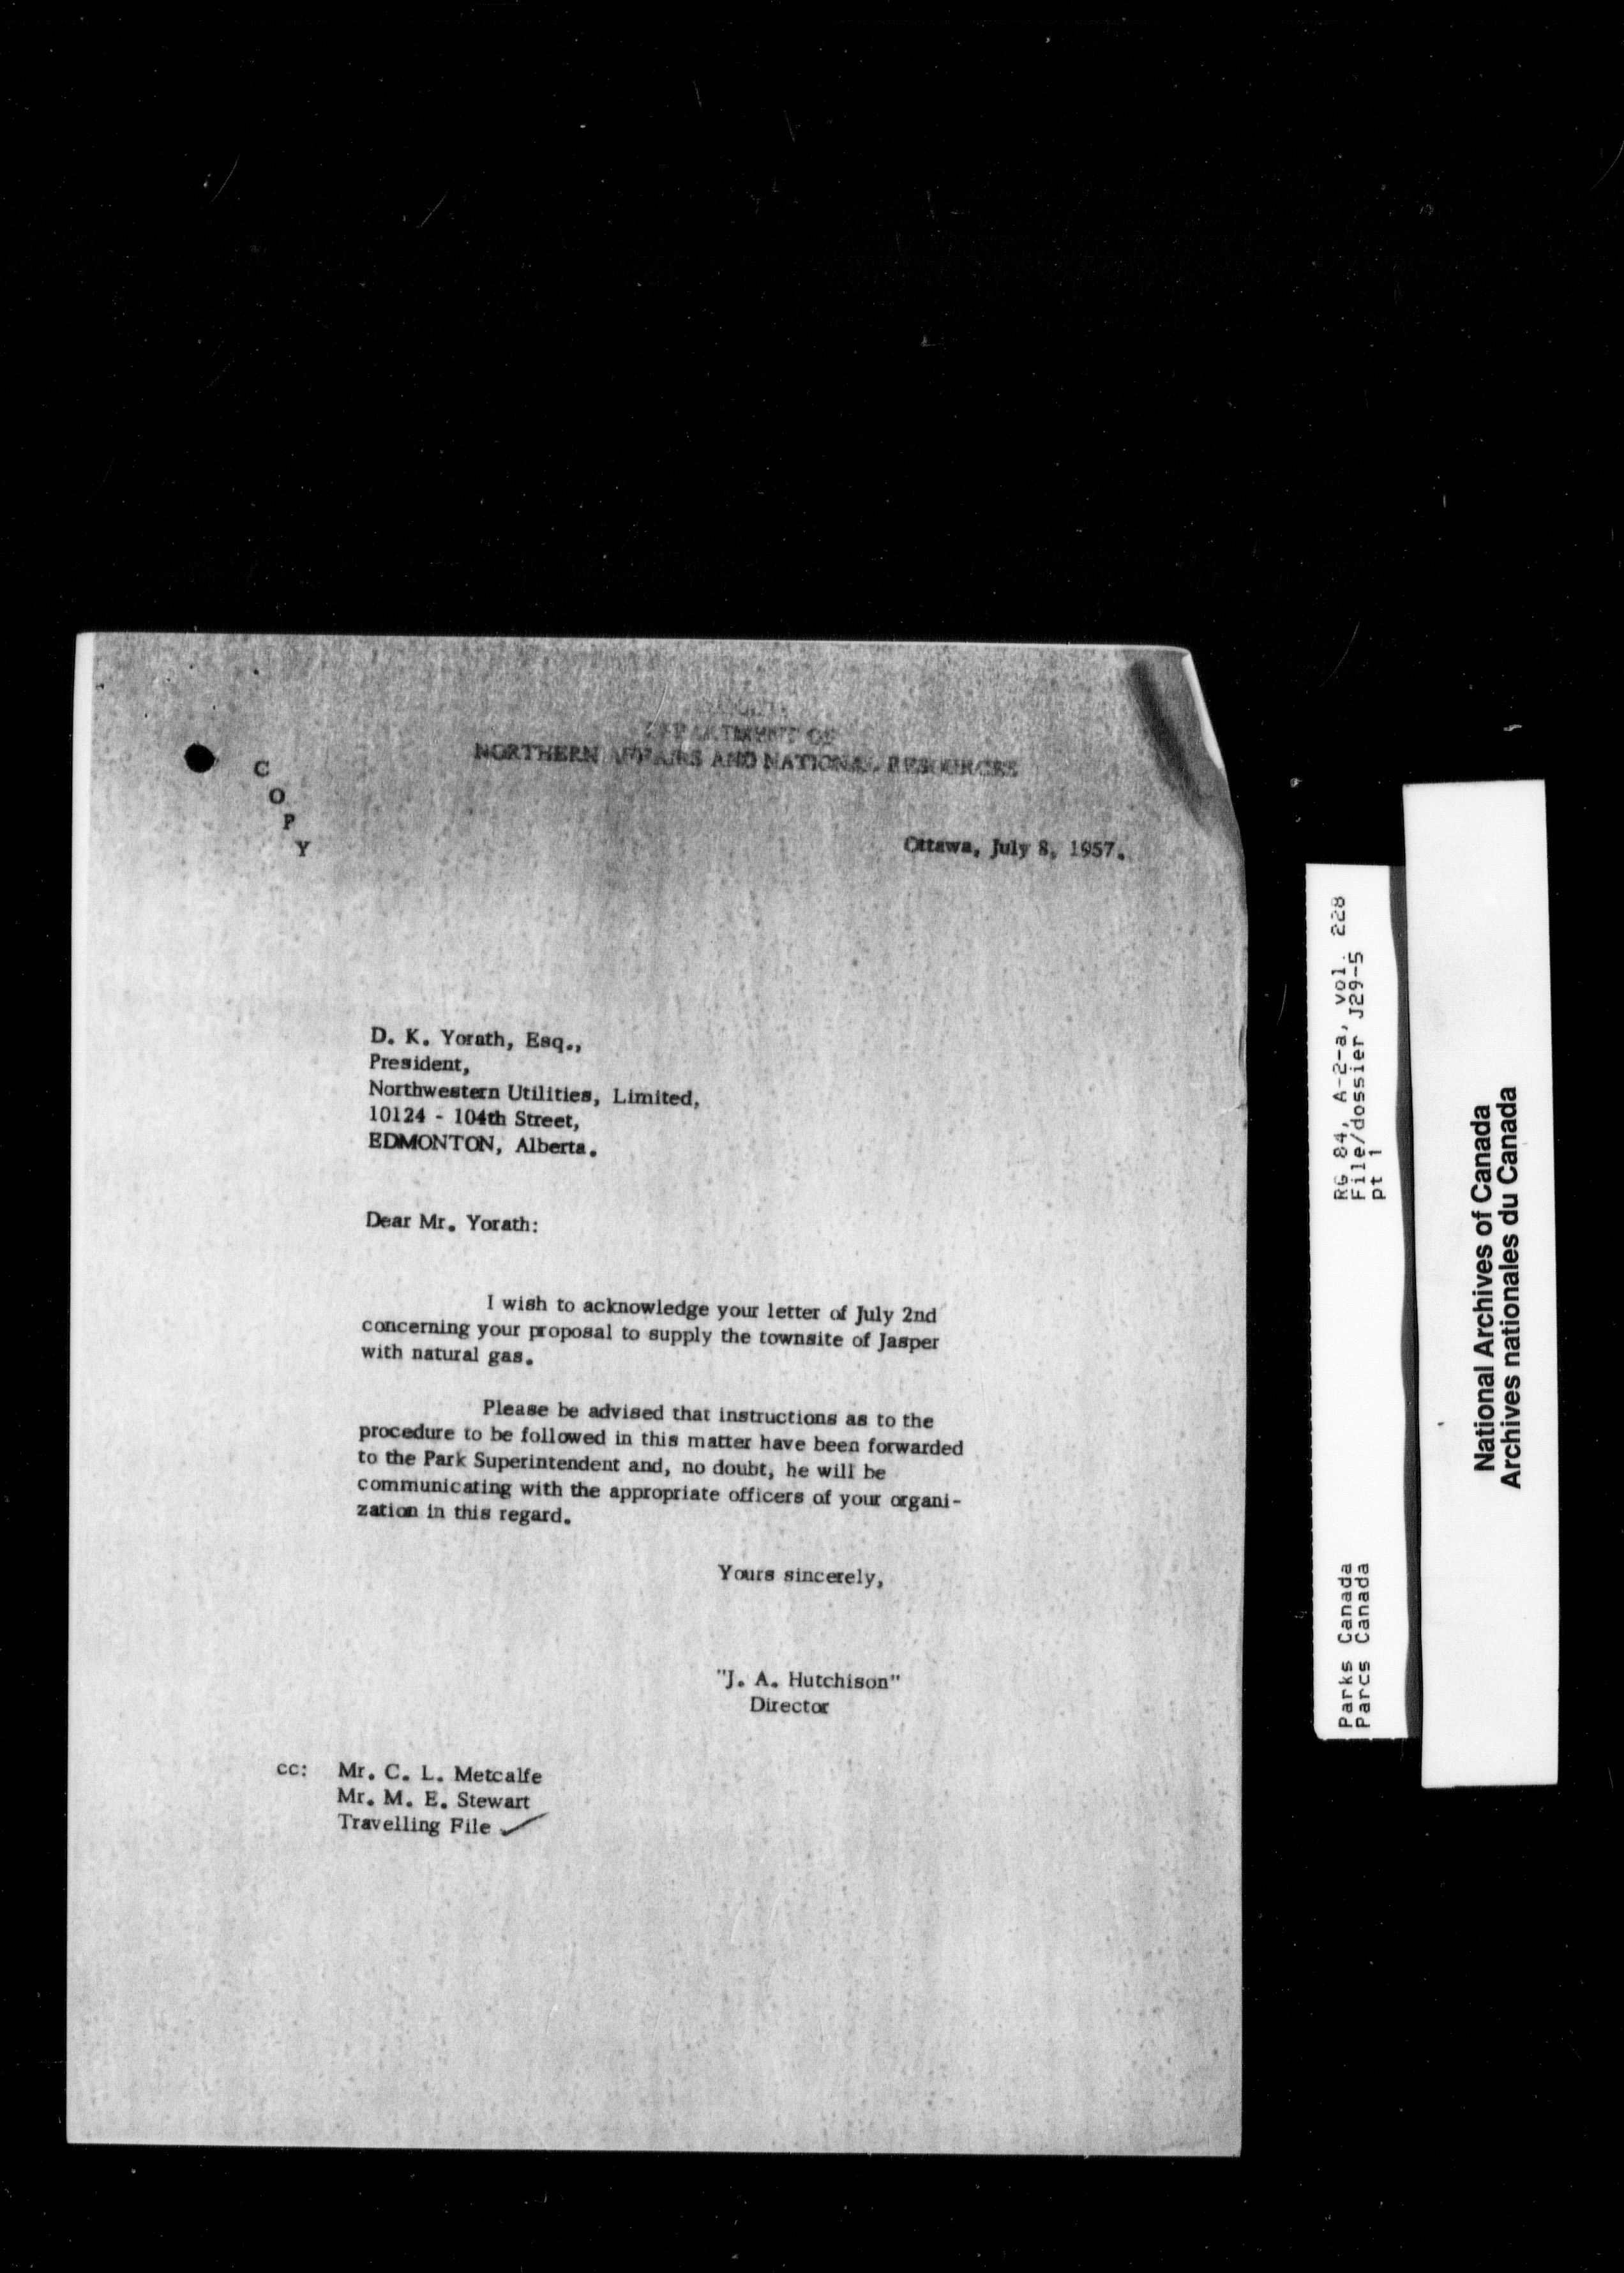 DEPARTMENT OF
NORTHERN AFFAIRS AND NATIONAL RESOURCES
C
O
P
Y
Ottawa, July 8, 1957.
D. K. Yorath, Esq.,
President,
Northwestern Utilities, Limited,
10124 - 104th Street,
EDMONTON, Alberta.
Dear Mr. Yorath:
I wish to acknowledge your letter of July 2nd
concerning your proposal to supply the townsite of Jasper
with natural gas.
Please be advised that instructions as to the
procedure to be followed in this matter have been forwarded
to the Park Superintendent and, no doubt, he will be
communicating with the appropriate officers of your organi-
zation in this regard.
Yours sincerely,
"J. A. Hutchison"
Director
cc: Mr. C. L. Metcalfe
Mr. M. E. Stewart
Travelling File ✓
RG 84, A-2-a, vol. 228
File/dossier J29-5
pt 1
Parks Canada
Parcs Canada
National Archives of Canada
Archives nationales du Canada